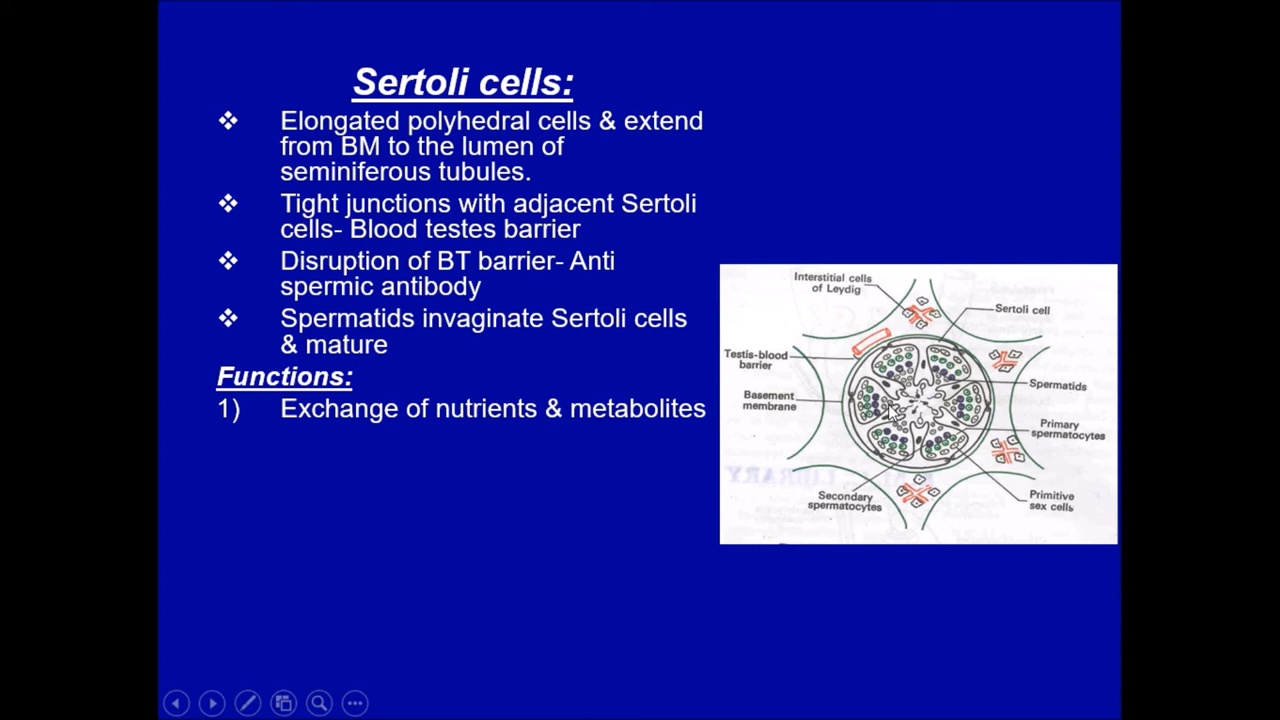 Sertoli cells:
❖ Elongated polyhedral cells & extend
from BM to the lumen of
seminiferous tubules.
❖ Tight junctions with adjacent Sertoli
cells- Blood testes barrier
❖ Disruption of BT barrier- Anti
spermic antibody
❖ Spermatids invaginate Sertoli cells
& mature
Functions:
1) Exchange of nutrients & metabolites
Interstitial cells
of Leydig
Sertoli cell
Testis-blood
barrier
Spermatids
Basement
membrane
Primary
spermatocytes
Secondary
spermatocytes
Primitive
sex cells
LIBRARY